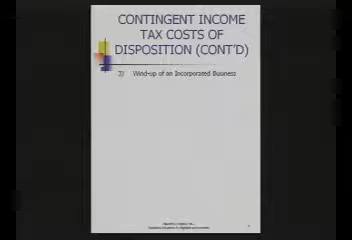 CONTINGENT INCOME
TAX COSTS OF
DISPOSITION (CONT'D)
3) Wind-up of an Incorporated Business